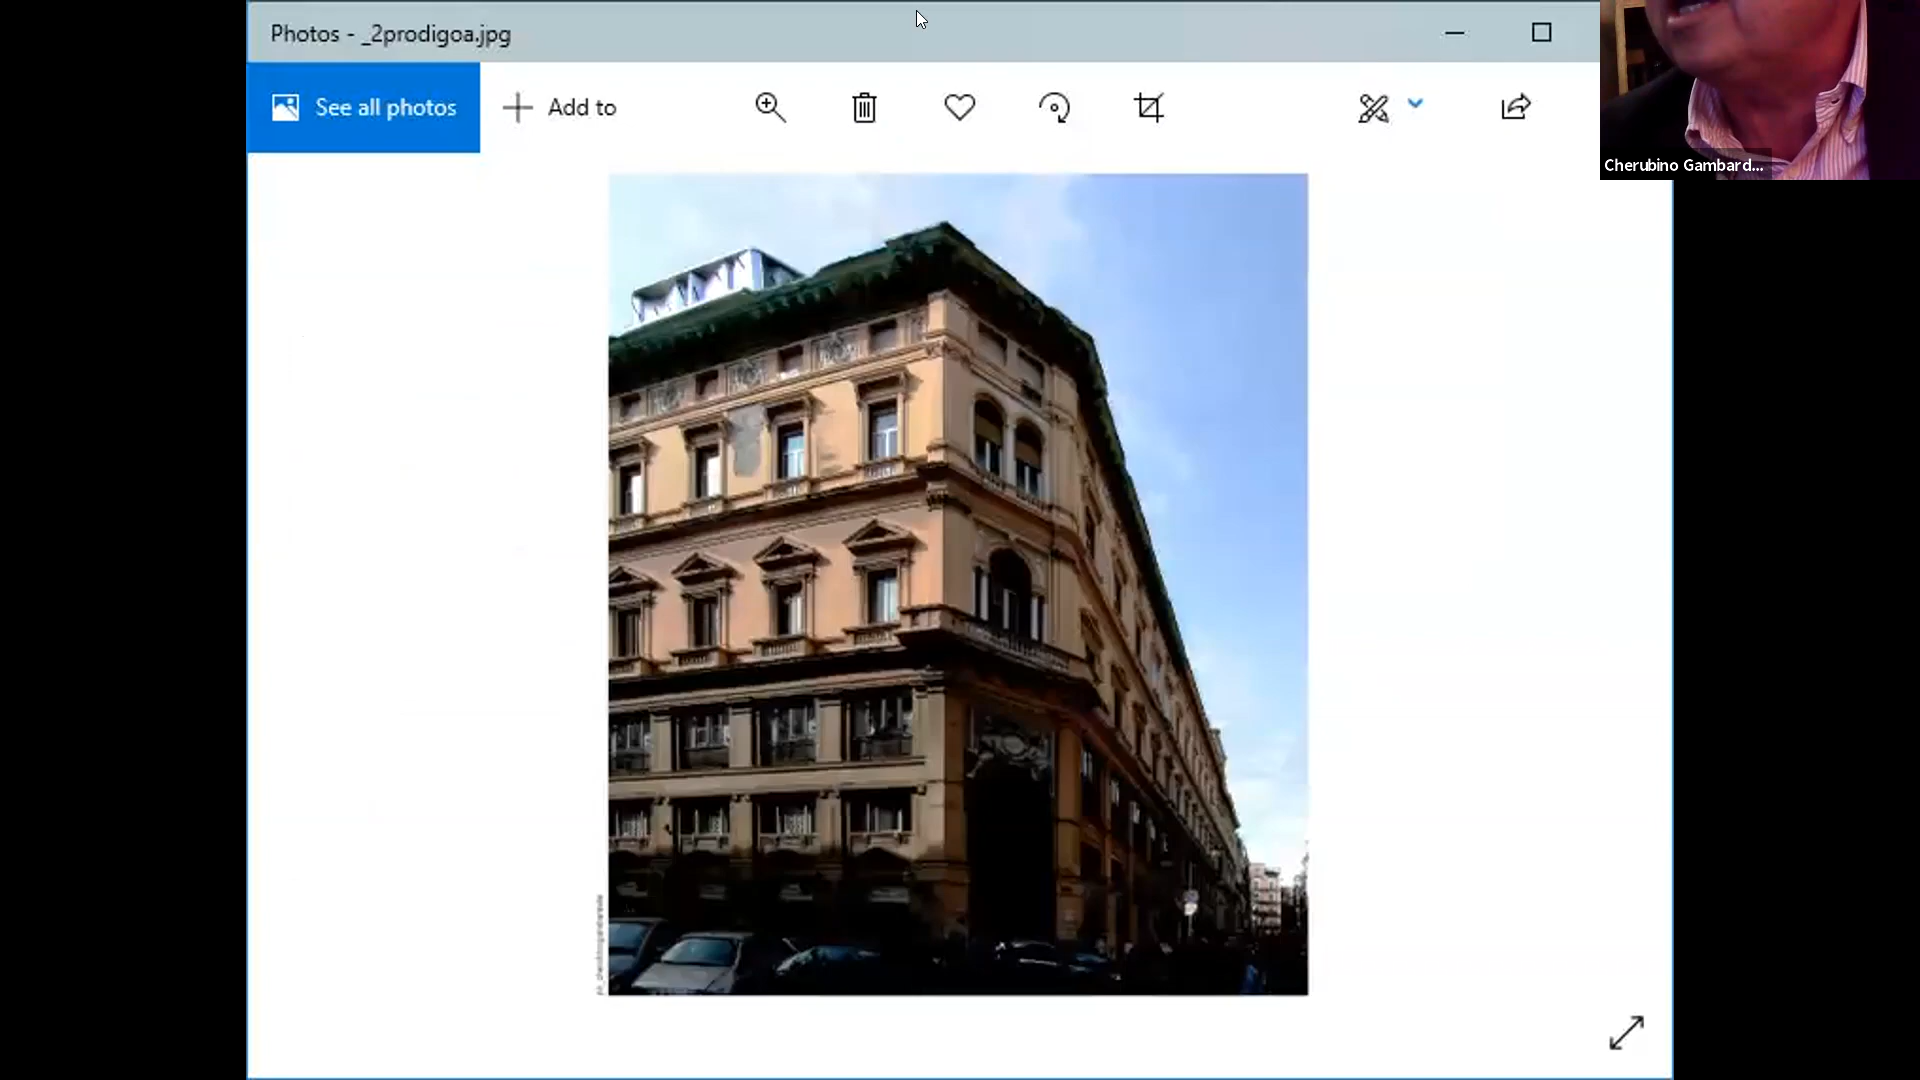 Photos - _2prodigoa.jpg
See all photos
Add to
Cherubino Gambard...